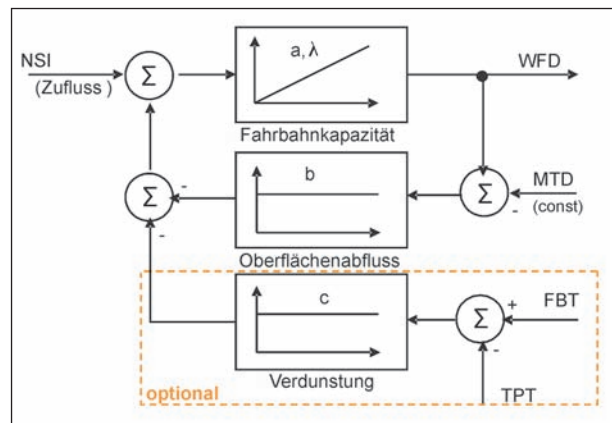 NSI
(Zufluss )
Σ
a, λ
Fahrbahnkapazität
WFD
Σ
-
-
b
Oberflächenabfluss
Σ
-
MTD
(const)
c
Verdunstung
Σ
+
-
FBT
TPT
optional